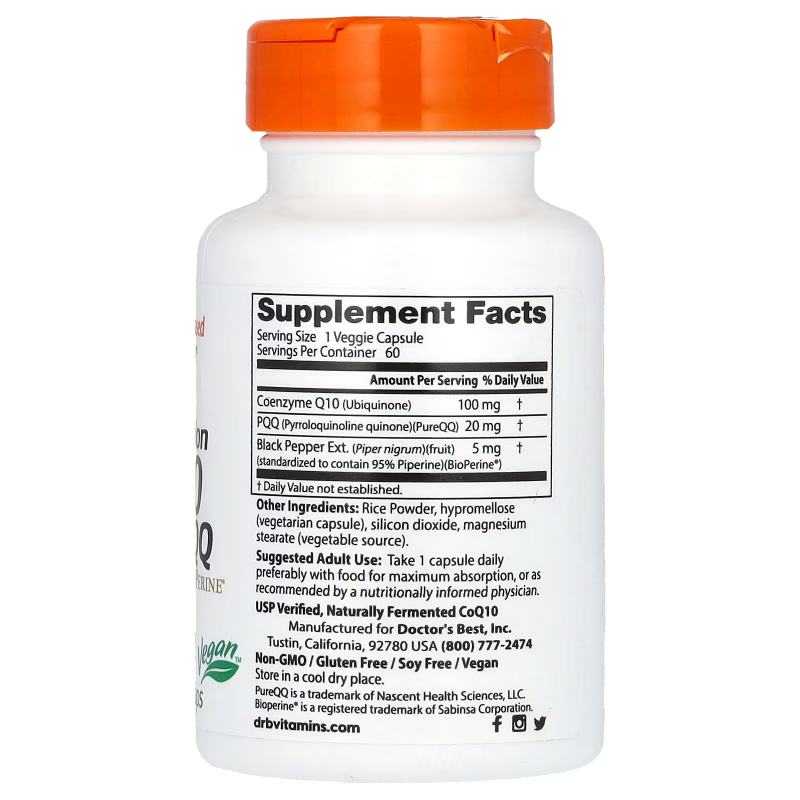 Supplement Facts
Serving Size 1 Veggie Capsule
Servings Per Container 60
Amount Per Serving % Daily Value
Coenzyme Q10 (Ubiquinone) 100 mg †
PQQ (Pyrroloquinoline quinone)(PureQQ) 20 mg †
Black Pepper Ext. (Piper nigrum)(fruit) 5 mg †
(standardized to contain 95% Piperine)(BioPerine®)
† Daily Value not established.
Other Ingredients: Rice Powder, hypromellose
(vegetarian capsule), silicon dioxide, magnesium
stearate (vegetable source).
Suggested Adult Use: Take 1 capsule daily
preferably with food for maximum absorption, or as
recommended by a nutritionally informed physician.
USP Verified, Naturally Fermented CoQ10
Manufactured for Doctor's Best, Inc.
Tustin, California, 92780 USA (800) 777-2474
Non-GMO / Gluten Free / Soy Free / Vegan
Store in a cool dry place.
PureQQ is a trademark of Nascent Health Sciences, LLC.
Bioperine® is a registered trademark of Sabinsa Corporation.
drbvitamins.com
Vegan™